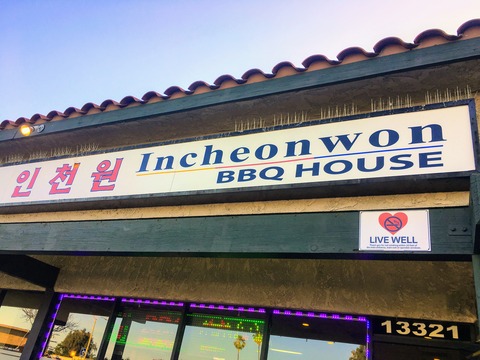 인천원 Incheonwon
BBQ HOUSE
LIVE WELL
13321